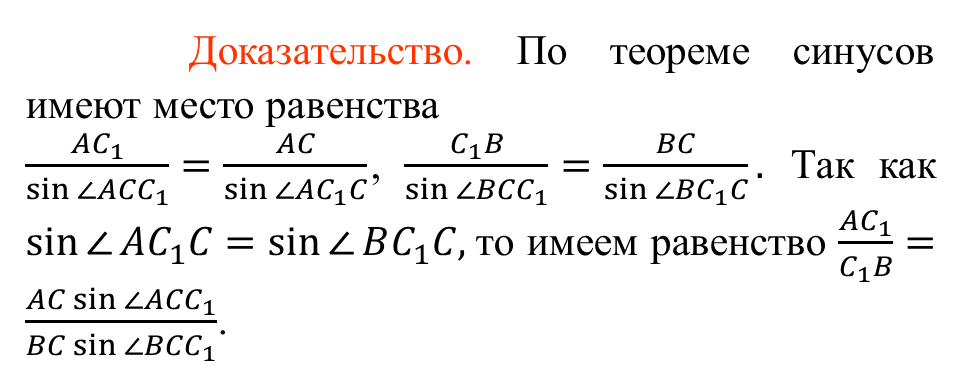 Доказательство. По теореме синусов
имеют место равенства
$\frac{AC_1}{\sin \angle ACC_1} = \frac{AC}{\sin \angle AC_1C}$, $\frac{C_1B}{\sin \angle BCC_1} = \frac{BC}{\sin \angle BC_1C}$. Так как
$\sin \angle AC_1C = \sin \angle BC_1C$, то имеем равенство $\frac{AC_1}{C_1B} =$
$\frac{AC \sin \angle ACC_1}{BC \sin \angle BCC_1}$.